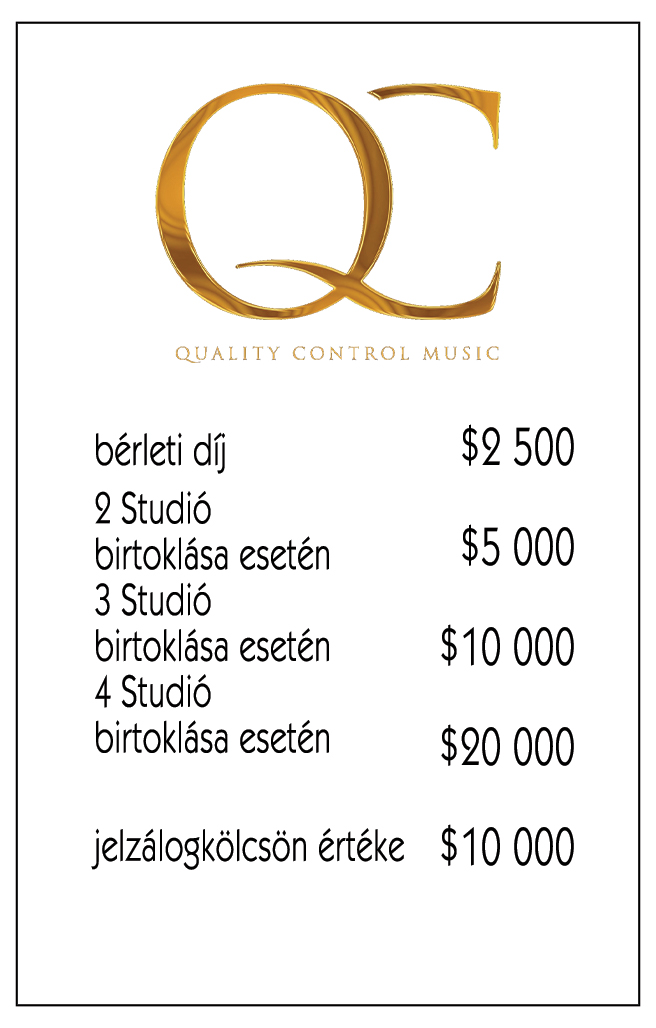 QC
QUALITY CONTROL MUSIC
bérleti díj $2 500
2 Studió
birtoklása esetén $5 000
3 Studió
birtoklása esetén $10 000
4 Studió
birtoklása esetén $20 000
jelzálogkölcsön értéke $10 000